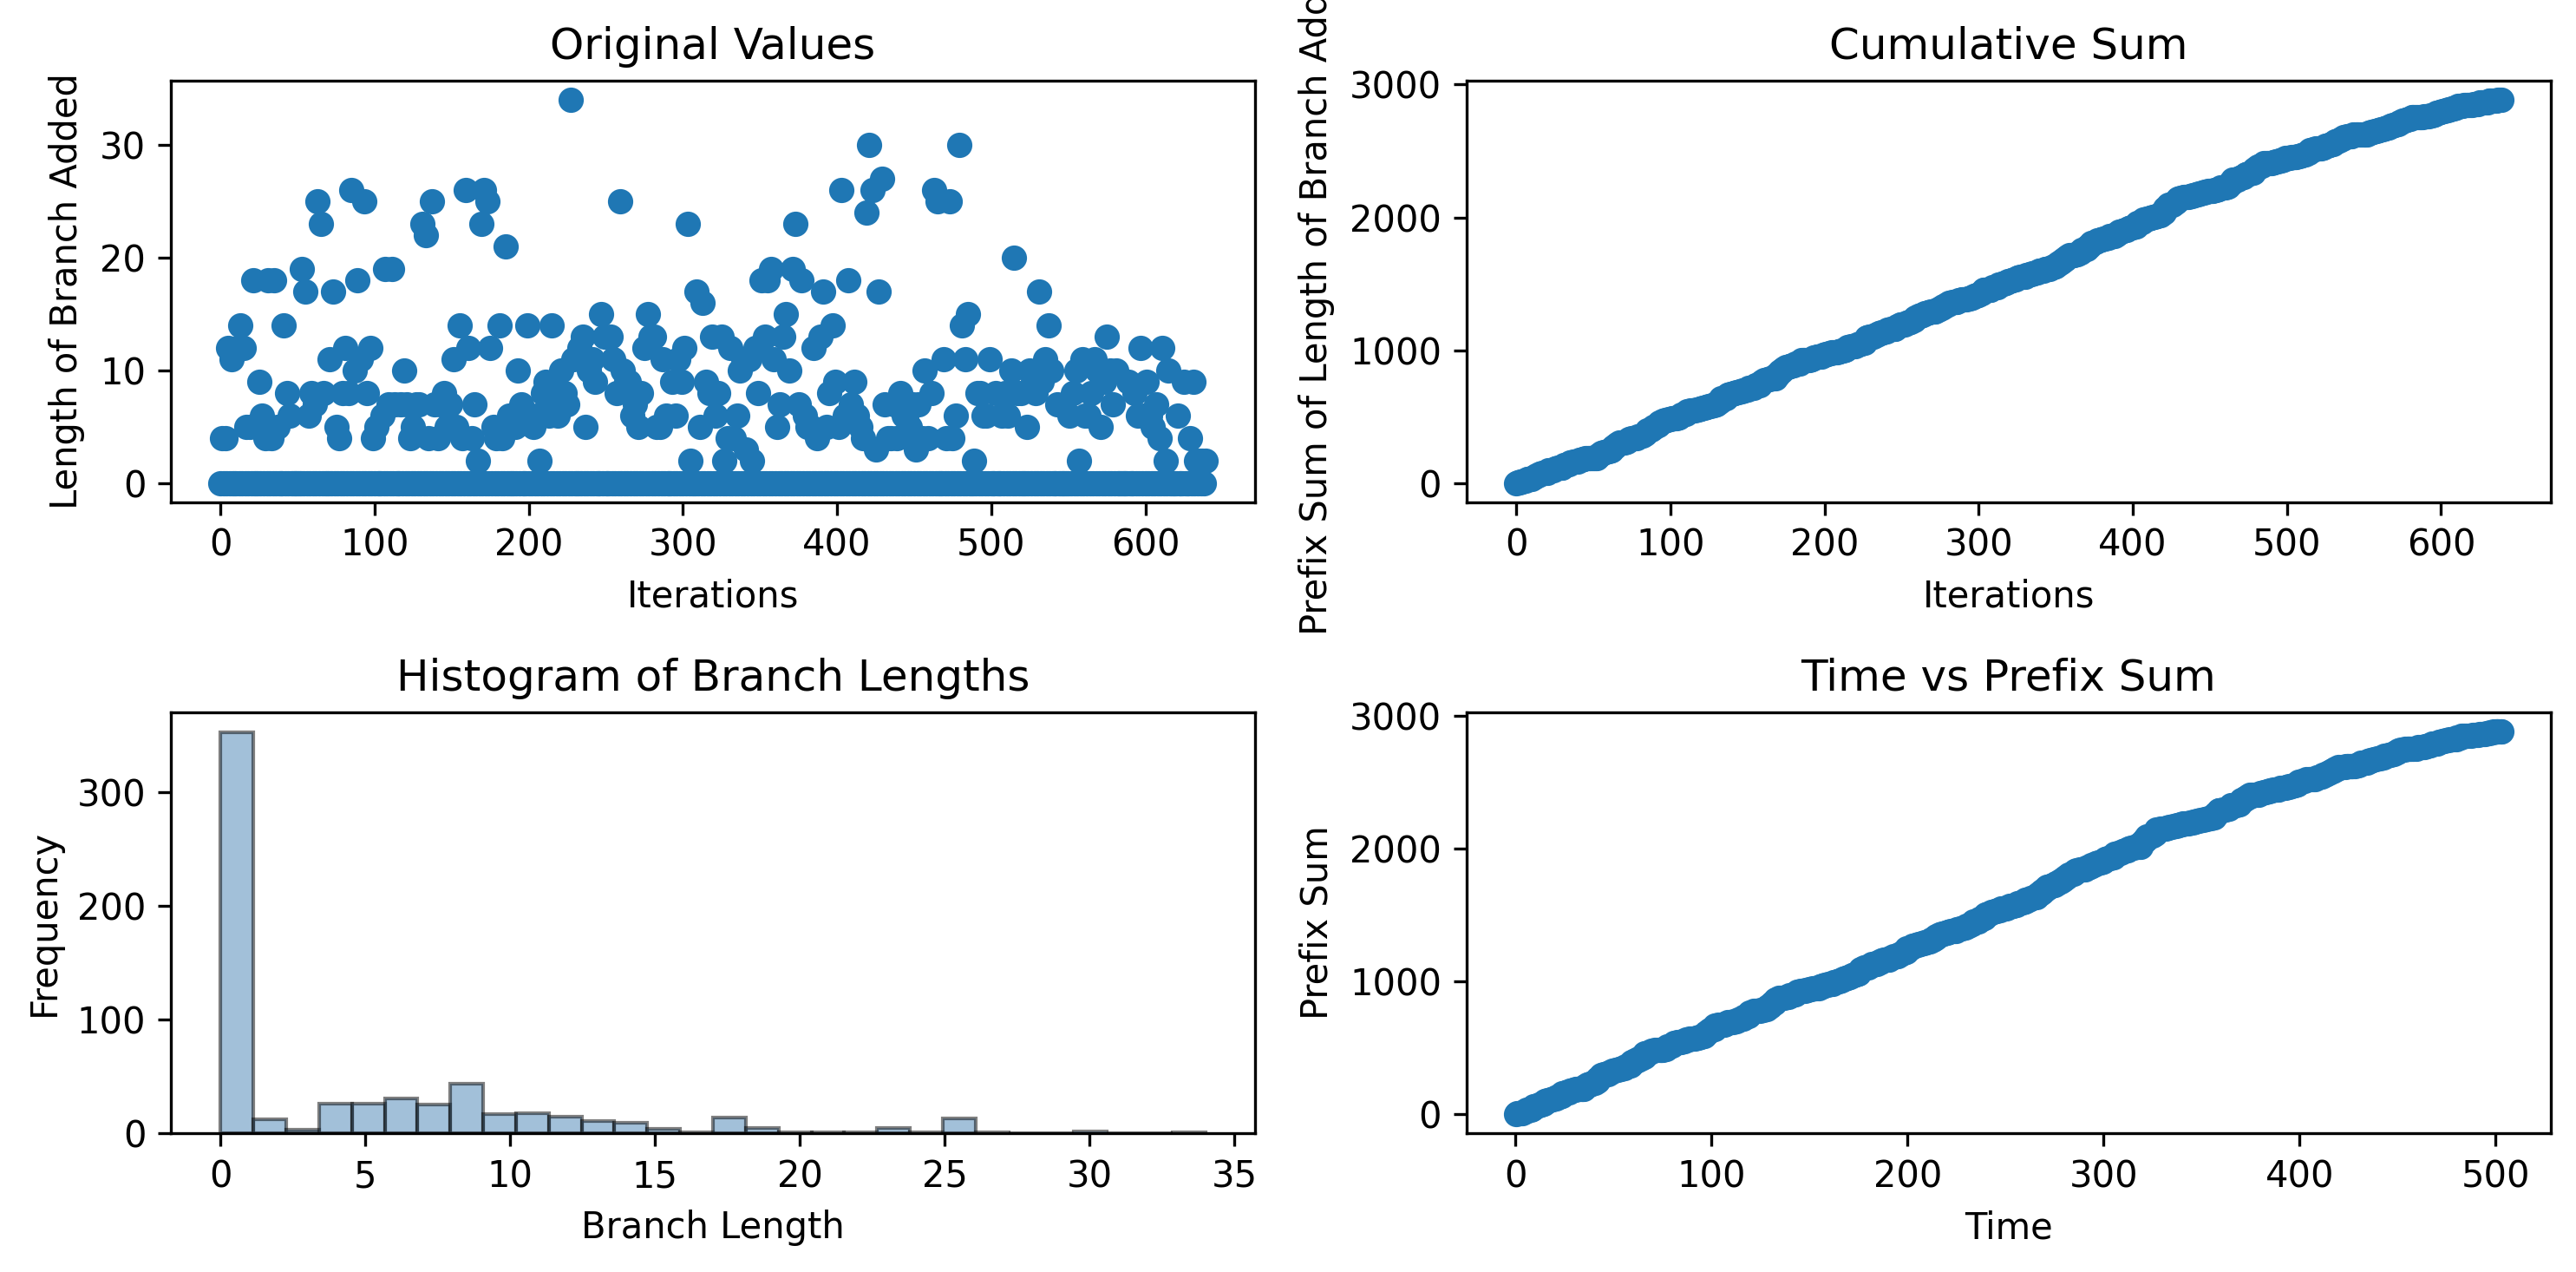 Original Values
Length of Branch Added
30
20
10
0
0 100 200 300 400 500 600
Iterations
Cumulative Sum
Prefix Sum of Length of Branch Add
3000
2000
1000
0
0 100 200 300 400 500 600
Iterations
Histogram of Branch Lengths
Frequency
300
200
100
0
0 5 10 15 20 25 30 35
Branch Length
Time vs Prefix Sum
Prefix Sum
3000
2000
1000
0
0 100 200 300 400 500
Time